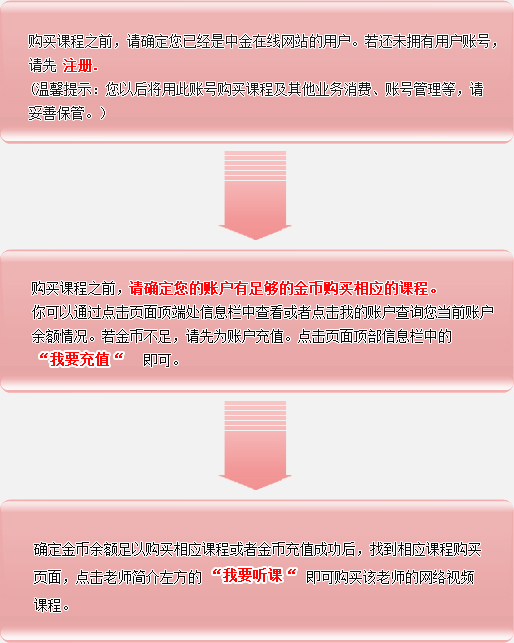 购买课程之前，请确定您已经是中金在线网站的用户。若还未拥有用户账号，
请先 注册.
(温馨提示：您以后将用此账号购买课程及其他业务消费、账号管理等，请
妥善保管。）
购买课程之前，请确定您的账户有足够的金币购买相应的课程。
你可以通过点击页面顶端处信息栏中查看或者点击我的账户查询您当前账户
余额情况。若金币不足，请先为账户充值。点击页面顶部信息栏中的
“我要充值“ 即可。
确定金币余额足以购买相应课程或者金币充值成功后，找到相应课程购买
页面，点击老师简介左方的 “我要听课“ 即可购买该老师的网络视频
课程。